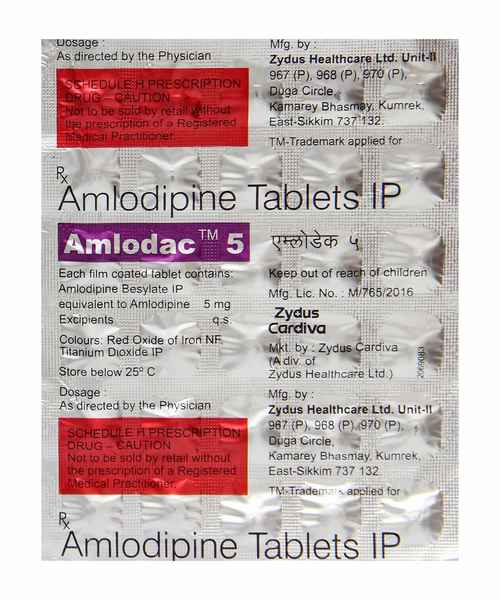 Dosage :
As directed by the Physician
SCHEDULE H PRESCRIPTION
DRUG – CAUTION
Not to be sold by retail without
the prescription of a Registered
Medical Practitioner.
Mfg. by :
Zydus Healthcare Ltd. Unit-II
967 (P), 968 (P), 970 (P),
Duga Circle,
Kamarey Bhasmay, Kumrek,
East-Sikkim 737 132.
TM-Trademark applied for
Rx
Amlodipine Tablets IP
Amlodac TM 5
एम्लोडेक ५
Each film coated tablet contains:
Amlodipine Besylate IP
equivalent to Amlodipine 5 mg
Excipients q.s.
Colours: Red Oxide of Iron NF,
Titanium Dioxide IP
Store below 25º C
Keep out of reach of children
Mfg. Lic. No. : M/765/2016
Zydus
Cardiva
Mkt. by : Zydus Cardiva
(A div. of
Zydus Healthcare Ltd.)
Dosage :
As directed by the Physician
SCHEDULE H PRESCRIPTION
DRUG – CAUTION
Not to be sold by retail without
the prescription of a Registered
Medical Practitioner.
Mfg. by :
Zydus Healthcare Ltd. Unit-II
967 (P), 968 (P), 970 (P),
Duga Circle,
Kamarey Bhasmay, Kumrek,
East-Sikkim 737 132.
TM-Trademark applied for
Rx
Amlodipine Tablets IP